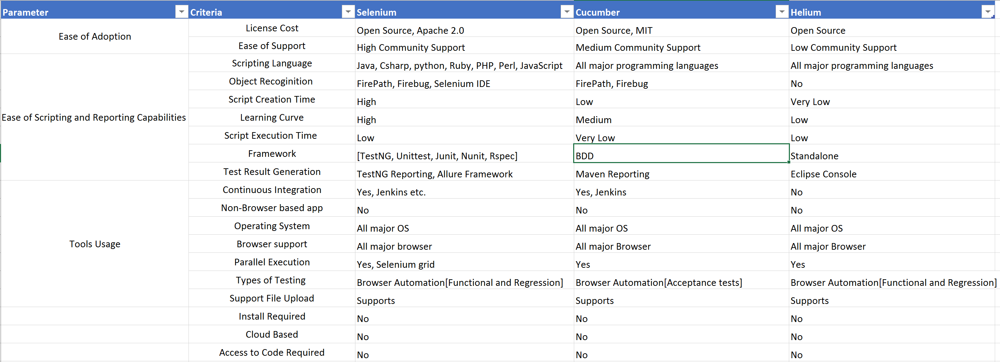 Parameter Criteria Selenium Cucumber Helium
Ease of Adoption License Cost Open Source, Apache 2.0 Open Source, MIT Open Source
Ease of Support High Community Support Medium Community Support Low Community Support
Ease of Scripting and Reporting Capabilities Scripting Language Java, Csharp, python, Ruby, PHP, Perl, JavaScript All major programming languages All major programming languages
Object Recoginition FirePath, Firebug, Selenium IDE FirePath, Firebug No
Script Creation Time High Low Very Low
Learning Curve High Medium Low
Script Execution Time Low Very Low Low
Framework [TestNG, Unittest, Junit, Nunit, Rspec] BDD Standalone
Test Result Generation TestNG Reporting, Allure Framework Maven Reporting Eclipse Console
Tools Usage Continuous Integration Yes, Jenkins etc. Yes, Jenkins No
Non-Browser based app No No No
Operating System All major OS All major OS All major OS
Browser support All major browser All major Browser All major Browser
Parallel Execution Yes, Selenium grid Yes Yes
Types of Testing Browser Automation[Functional and Regression] Browser Automation[Acceptance tests] Browser Automation[Functional and Regression]
Support File Upload Supports Supports Supports
Install Required No No No
Cloud Based No No No
Access to Code Required No No No